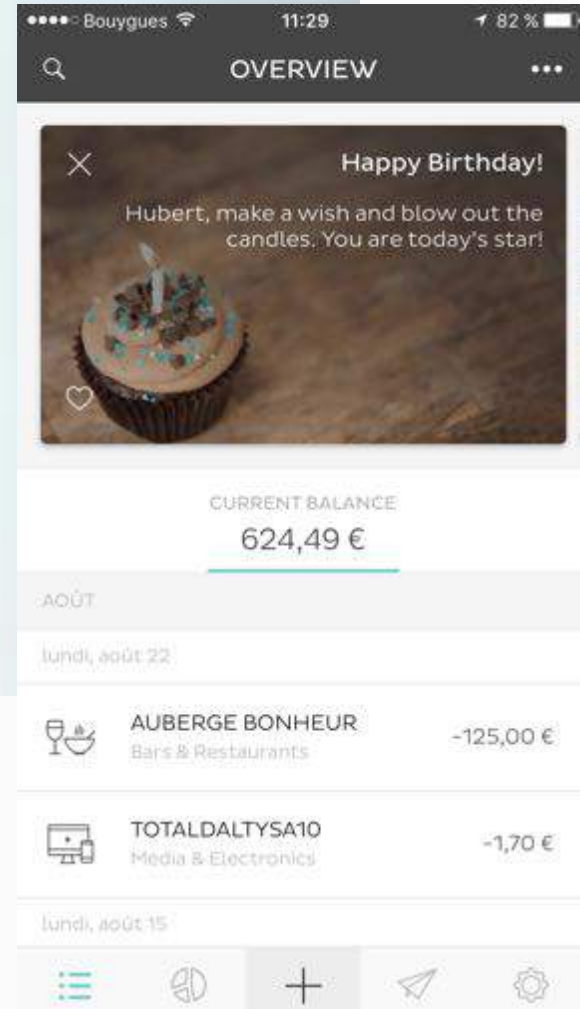 Bouygues 11:29 82 %
OVERVIEW
Happy Birthday!
Hubert, make a wish and blow out the
candles. You are today's star!
CURRENT BALANCE
624,49 €
AOÛT
lundi, août 22
AUBERGE BONHEUR
-125,00 €
Bars & Restaurants
TOTALDALTYSA10
-1,70 €
Media & Electronics
lundi, août 15